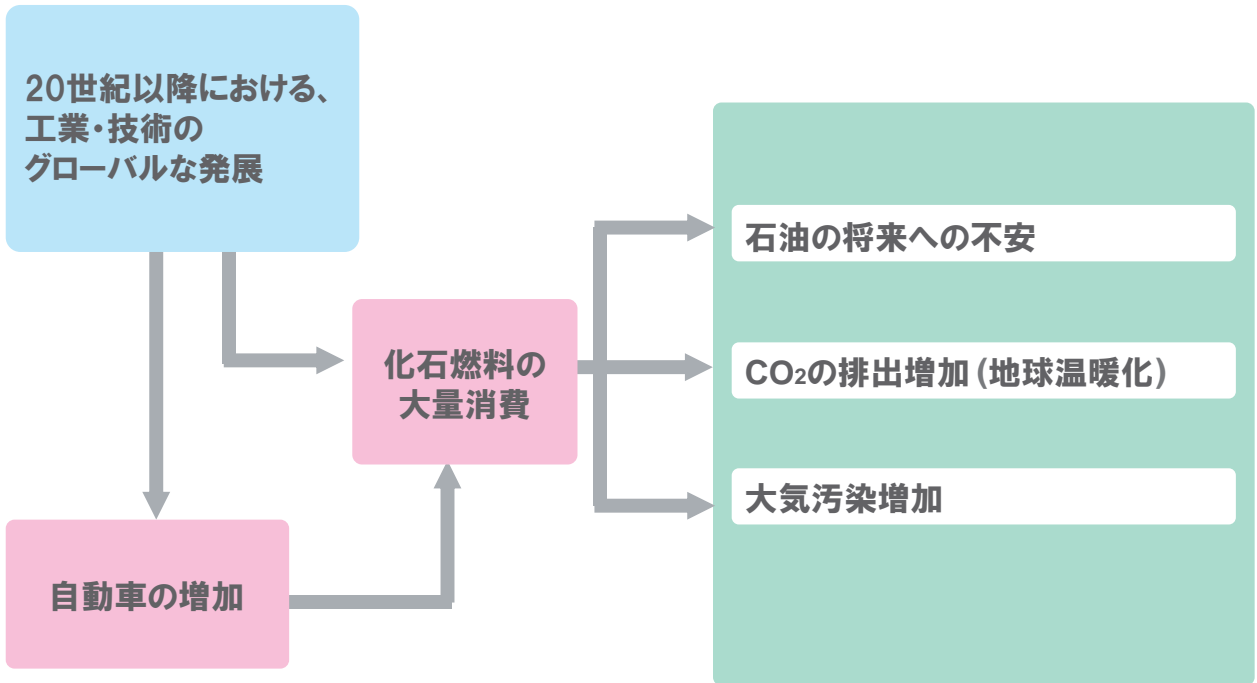 20世紀以降における、
工業・技術の
グローバルな発展
石油の将来への不安
化石燃料の
大量消費
CO₂の排出増加(地球温暖化)
大気汚染増加
自動車の増加